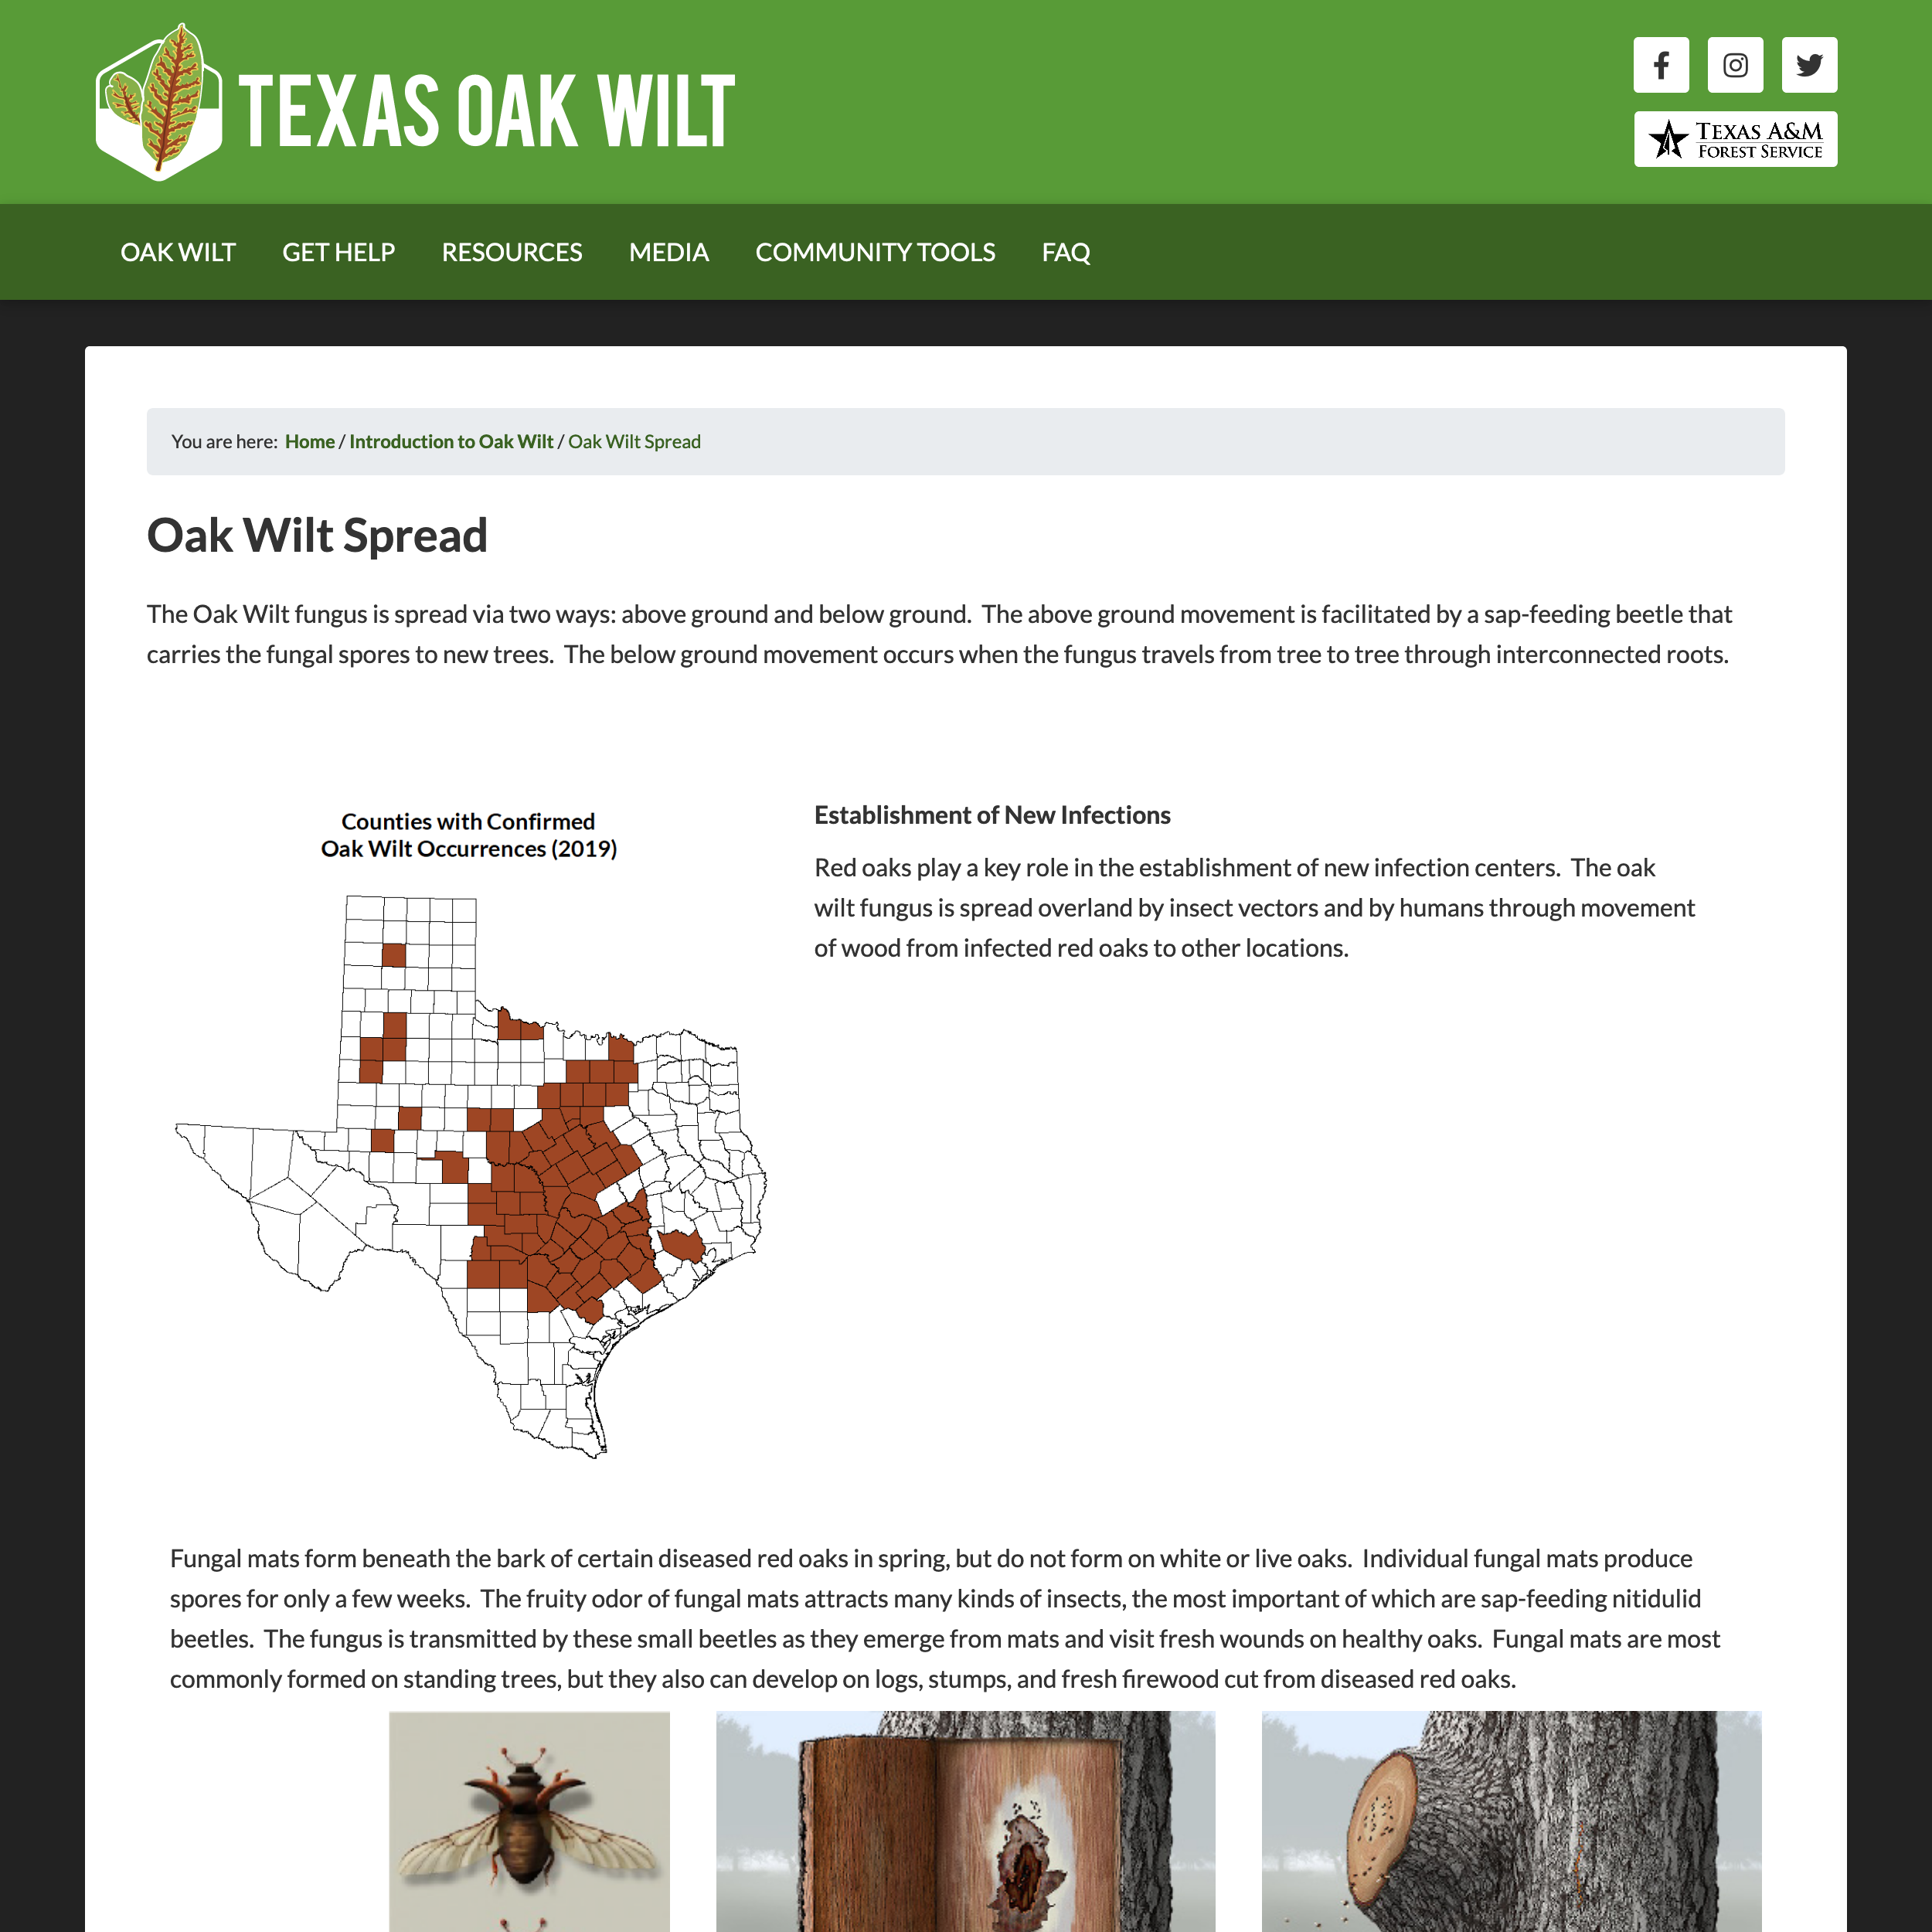 TEXAS OAK WILT
TEXAS A&M
FOREST SERVICE
OAK WILT GET HELP RESOURCES MEDIA COMMUNITY TOOLS FAQ
You are here: Home / Introduction to Oak Wilt / Oak Wilt Spread
Oak Wilt Spread
The Oak Wilt fungus is spread via two ways: above ground and below ground. The above ground movement is facilitated by a sap-feeding beetle that
carries the fungal spores to new trees. The below ground movement occurs when the fungus travels from tree to tree through interconnected roots.
Counties with Confirmed
Oak Wilt Occurrences (2019)
Establishment of New Infections
Red oaks play a key role in the establishment of new infection centers. The oak
wilt fungus is spread overland by insect vectors and by humans through movement
of wood from infected red oaks to other locations.
Fungal mats form beneath the bark of certain diseased red oaks in spring, but do not form on white or live oaks. Individual fungal mats produce
spores for only a few weeks. The fruity odor of fungal mats attracts many kinds of insects, the most important of which are sap-feeding nitidulid
beetles. The fungus is transmitted by these small beetles as they emerge from mats and visit fresh wounds on healthy oaks. Fungal mats are most
commonly formed on standing trees, but they also can develop on logs, stumps, and fresh firewood cut from diseased red oaks.